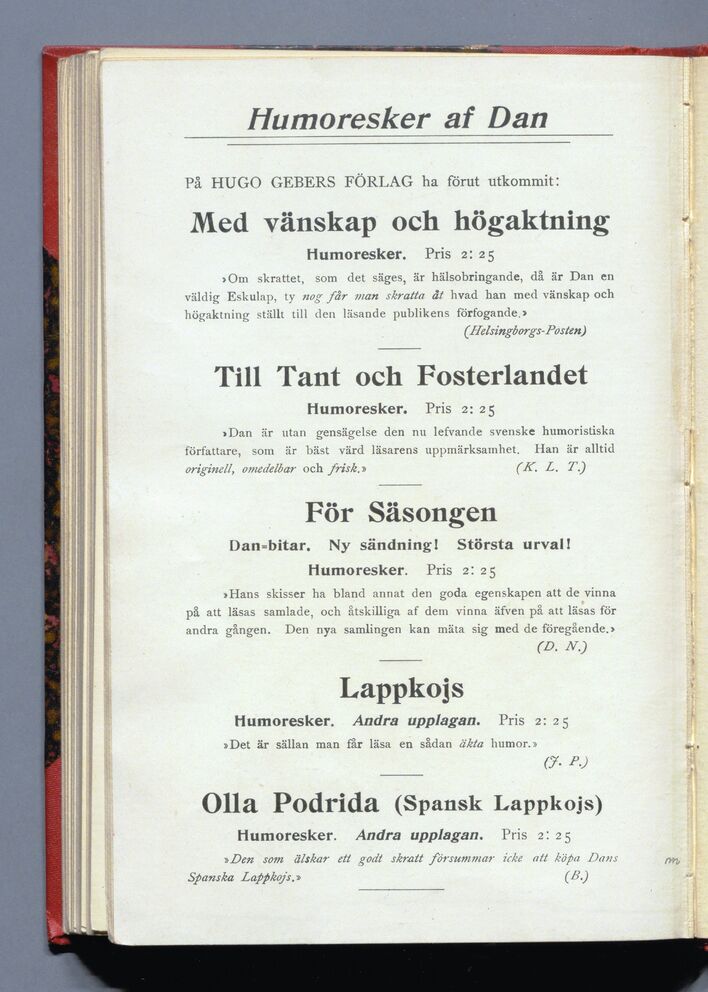 Humoresker af Dan
På HUGO GEBERS FÖRLAG ha förut utkommit:
Med vänskap och högaktning
Humoresker. Pris 2: 25
»Om skrattet, som det säges, är hälsobringande, då är Dan en
väldig Eskulap, ty nog får man skratta åt hvad han med vänskap och
högaktning ställt till den läsande publikens förfogande.»
(Helsingborgs-Posten)
Till Tant och Fosterlandet
Humoresker. Pris 2: 25
»Dan är utan gensägelse den nu lefvande svenske humoristiska
författare, som är bäst värd läsarens uppmärksamhet. Han är alltid
originell, omedelbar och frisk.» (K. L. T.)
För Säsongen
Dan-bitar. Ny sändning! Största urval!
Humoresker. Pris 2: 25
»Hans skisser ha bland annat den goda egenskapen att de vinna
på att läsas samlade, och åtskilliga af dem vinna äfven på att läsas för
andra gången. Den nya samlingen kan mäta sig med de föregående.»
(D. N.)
Lappkojs
Humoresker. Andra upplagan. Pris 2: 25
»Det är sällan man får läsa en sådan äkta humor.»
(J. P.)
Olla Podrida (Spansk Lappkojs)
Humoresker. Andra upplagan. Pris 2: 25
»Den som älskar ett godt skratt försummar icke att köpa Dans
Spanska Lappkojs.» (B.)